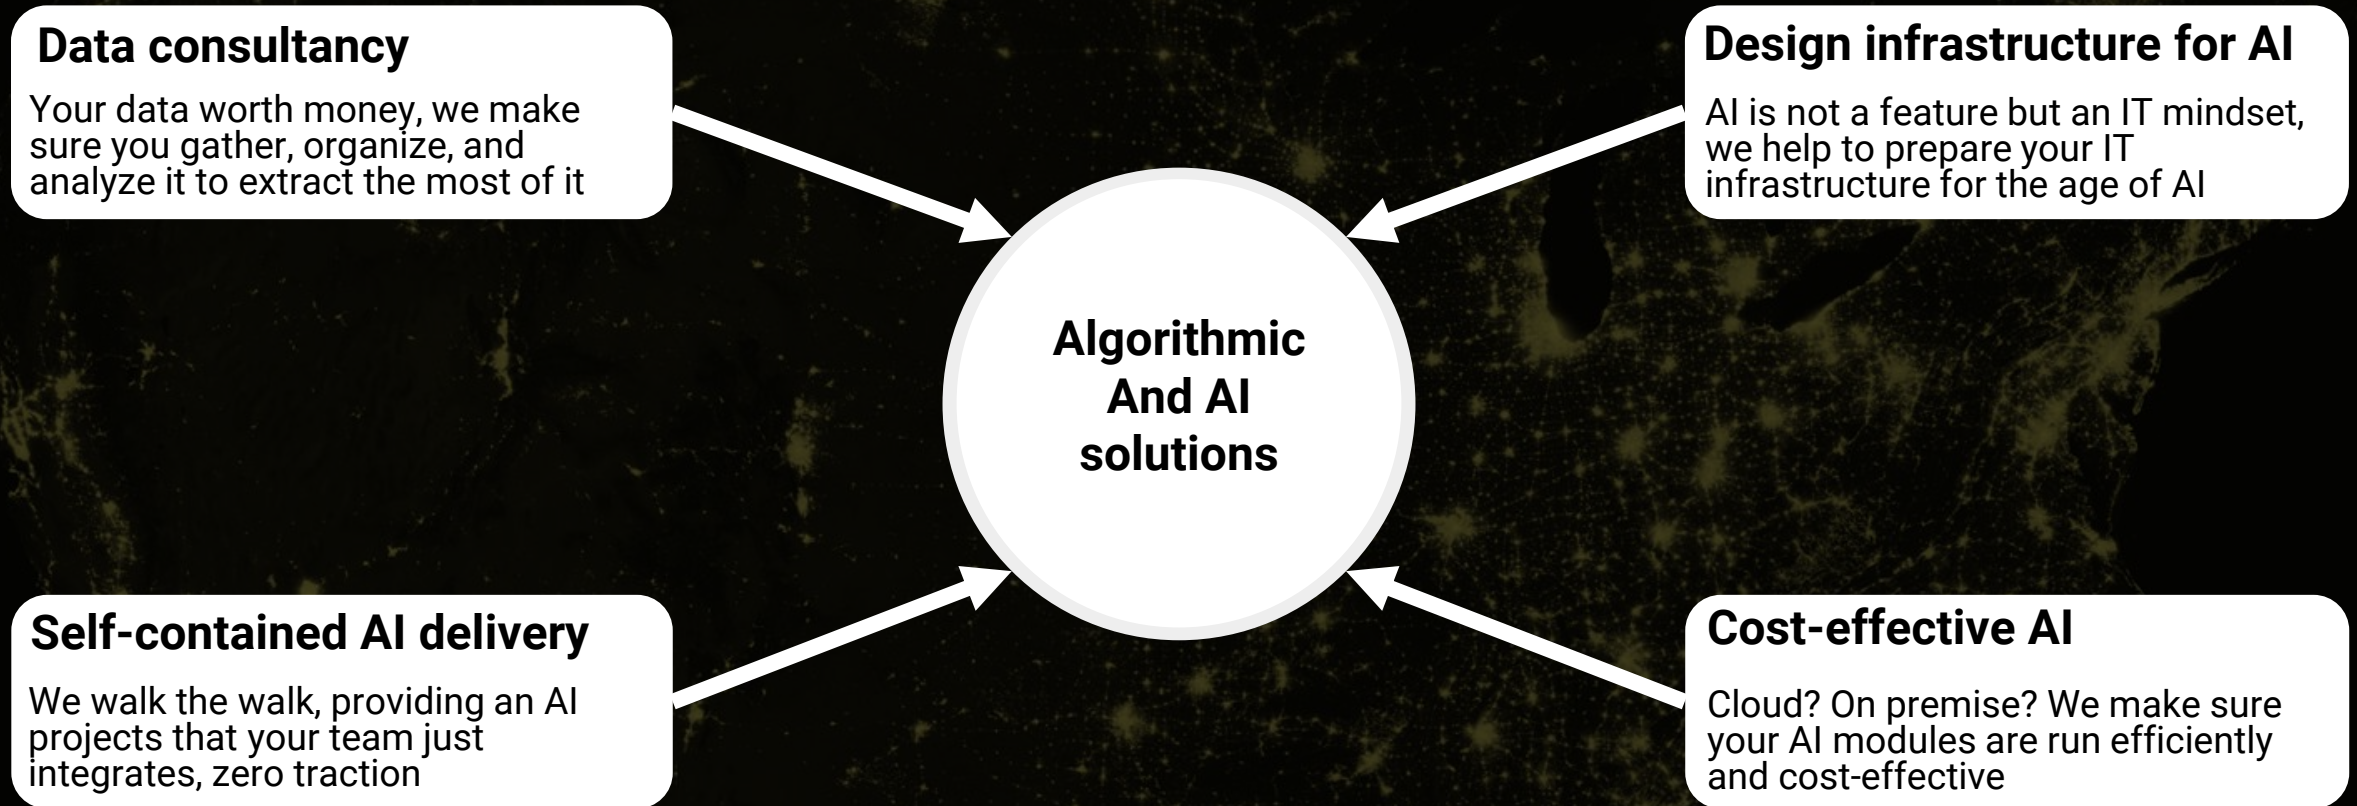 Data consultancy
Your data worth money, we make
sure you gather, organize, and
analyze it to extract the most of it
Design infrastructure for AI
AI is not a feature but an IT mindset,
we help to prepare your IT
infrastructure for the age of AI
Algorithmic
And AI
solutions
Self-contained AI delivery
We walk the walk, providing an AI
projects that your team just
integrates, zero traction
Cost-effective AI
Cloud? On premise? We make sure
your AI modules are run efficiently
and cost-effective